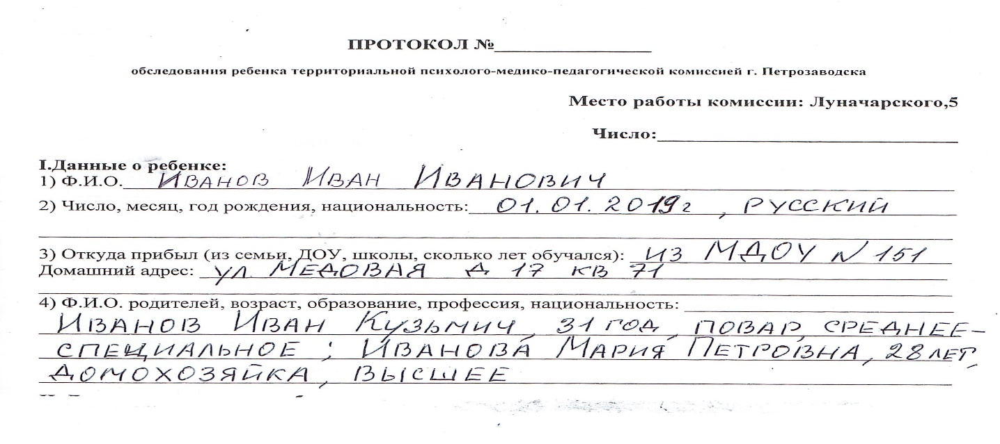 ПРОТОКОЛ №_______________
обследования ребенка территориальной психолого-медико-педагогической комиссией г. Петрозаводска
Место работы комиссии: Луначарского,5
Число:_______________
I.Данные о ребенке:
1) Ф.И.О. ИВАНОВ ИВАН ИВАНОВИЧ
2) Число, месяц, год рождения, национальность: 01.01.2019г, РУССКИЙ
3) Откуда прибыл (из семьи, ДОУ, школы, сколько лет обучался): ИЗ МДОУ N 151
Домашний адрес: УЛ. МЕДОВАЯ Д 17 КВ 71
4) Ф.И.О. родителей, возраст, образование, профессия, национальность:
ИВАНОВ ИВАН КУЗЬМИЧ, 31 ГОД, ПОВАР, СРЕДНЕЕ-
СПЕЦИАЛЬНОЕ; ИВАНОВА МАРИЯ ПЕТРОВНА, 28 ЛЕТ,
ДОМОХОЗЯЙКА, ВЫСШЕЕ